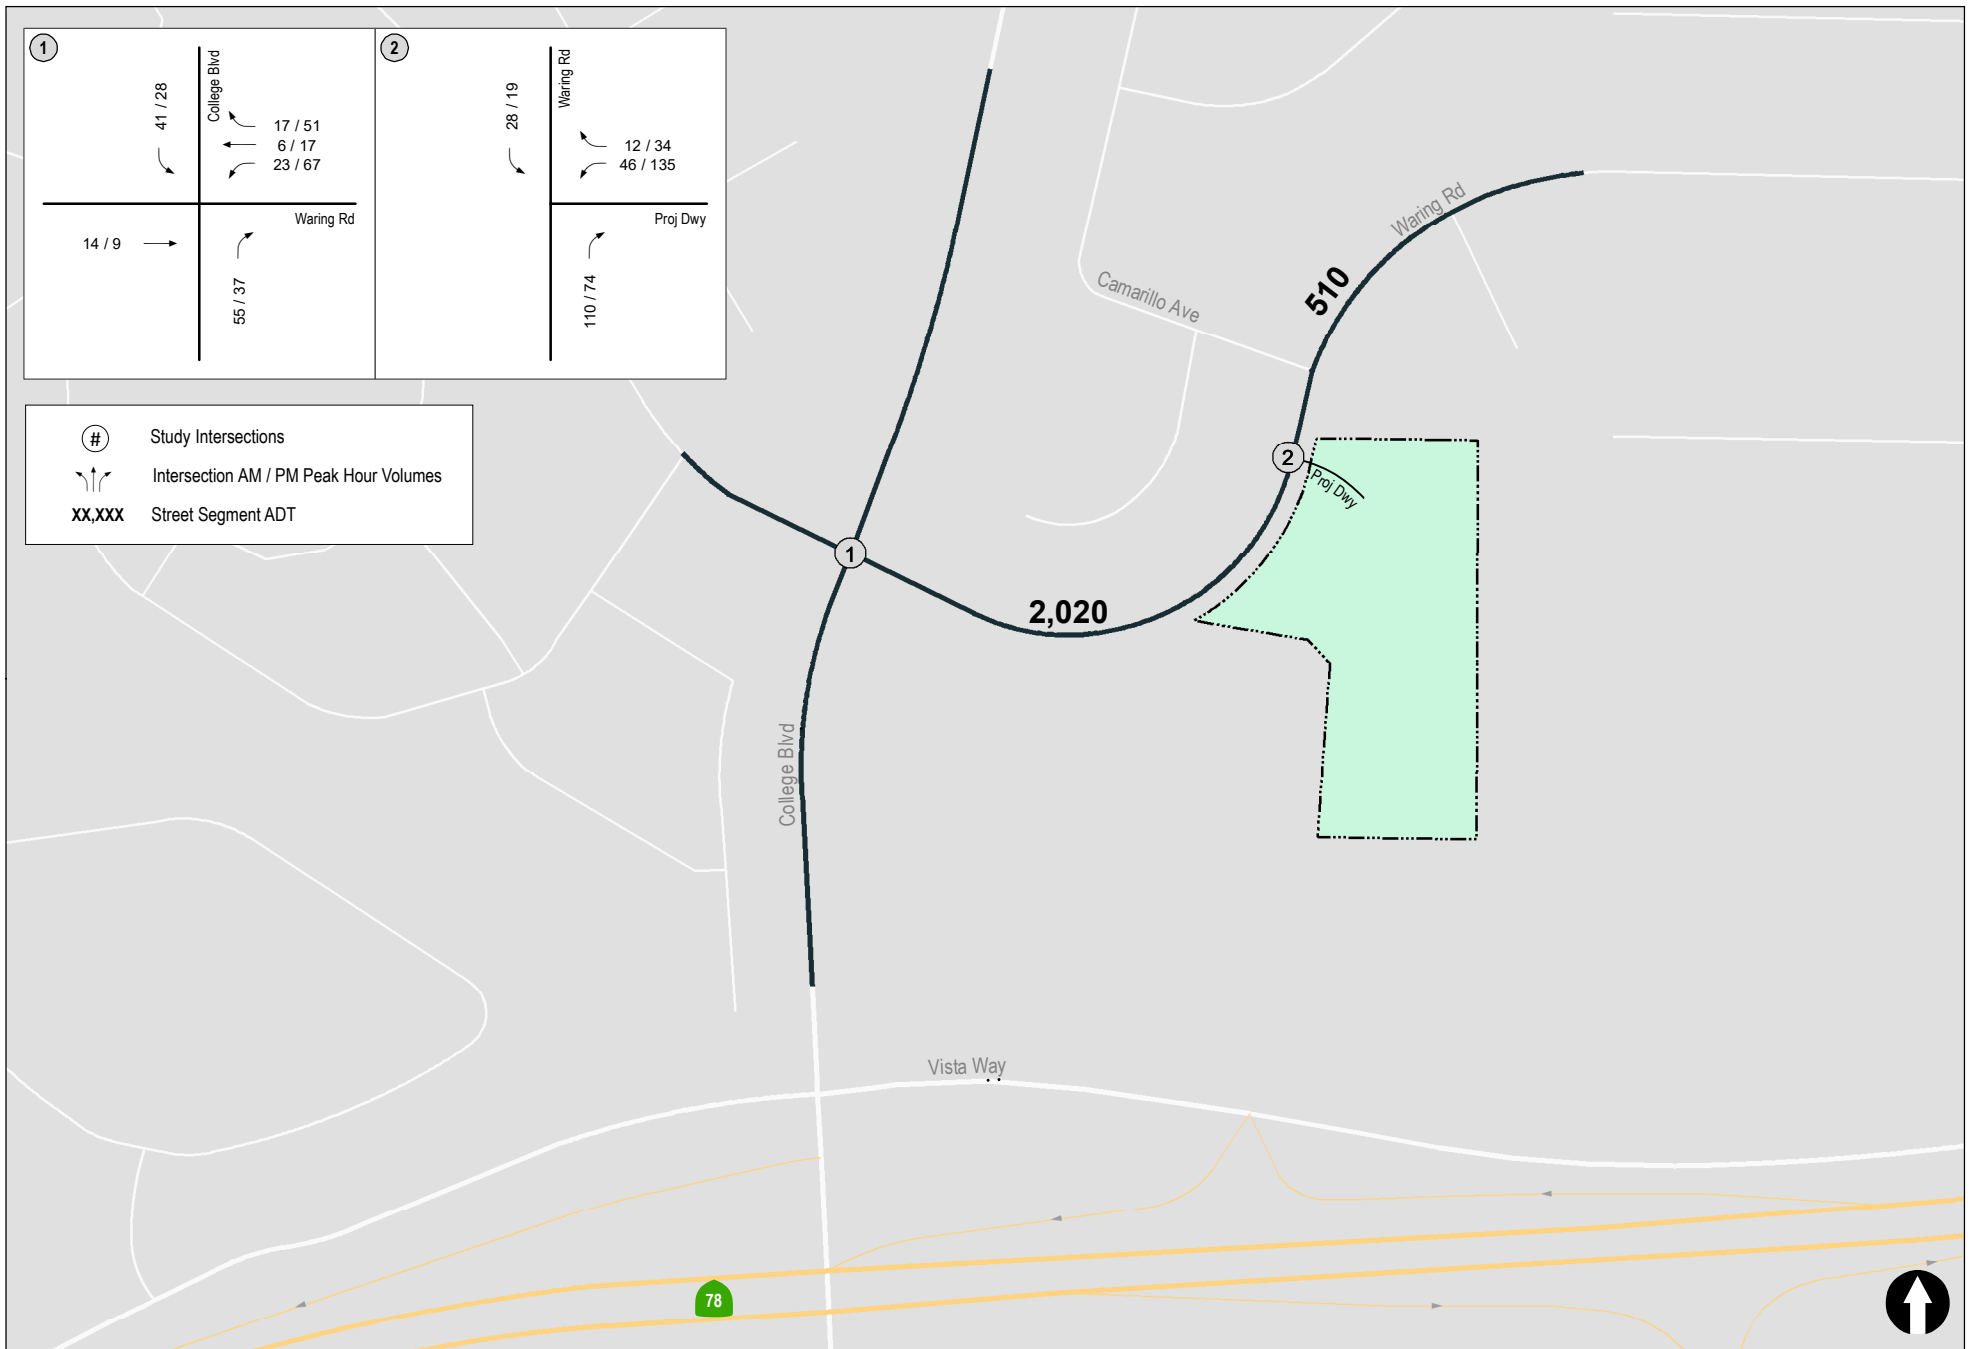 1
College Blvd
41 / 28
17 / 51
6 / 17
23 / 67
Waring Rd
14 / 9
55 / 37
2
Waring Rd
28 / 19
12 / 34
46 / 135
Proj Dwy
110 / 74
# Study Intersections
Intersection AM / PM Peak Hour Volumes
XX,XXX Street Segment ADT
Waring Rd
510
Camarillo Ave
2
Proj Dwy
1
2,020
College Blvd
Vista Way
78